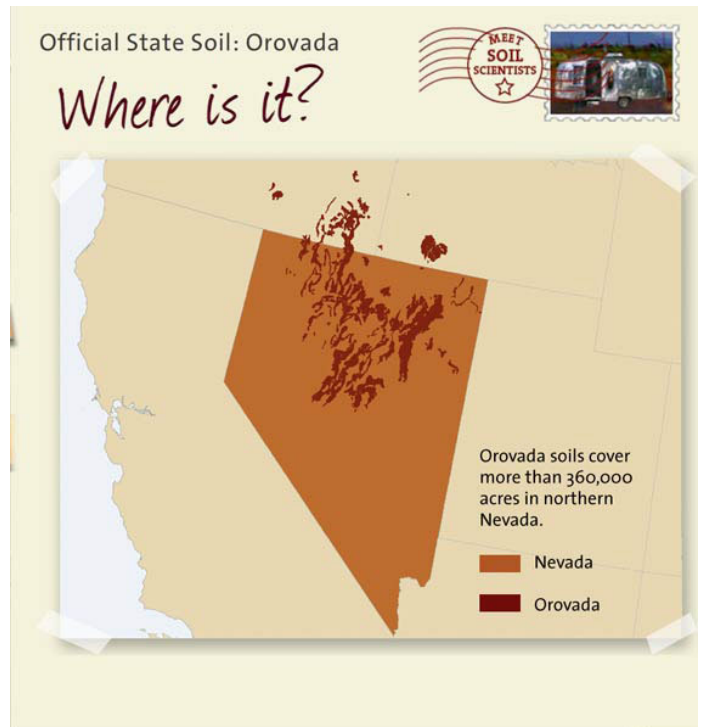 Official State Soil: Orovada
Where is it?
MEET
SOIL
SCIENTISTS
Orovada soils cover
more than 360,000
acres in northern
Nevada.
Nevada
Orovada